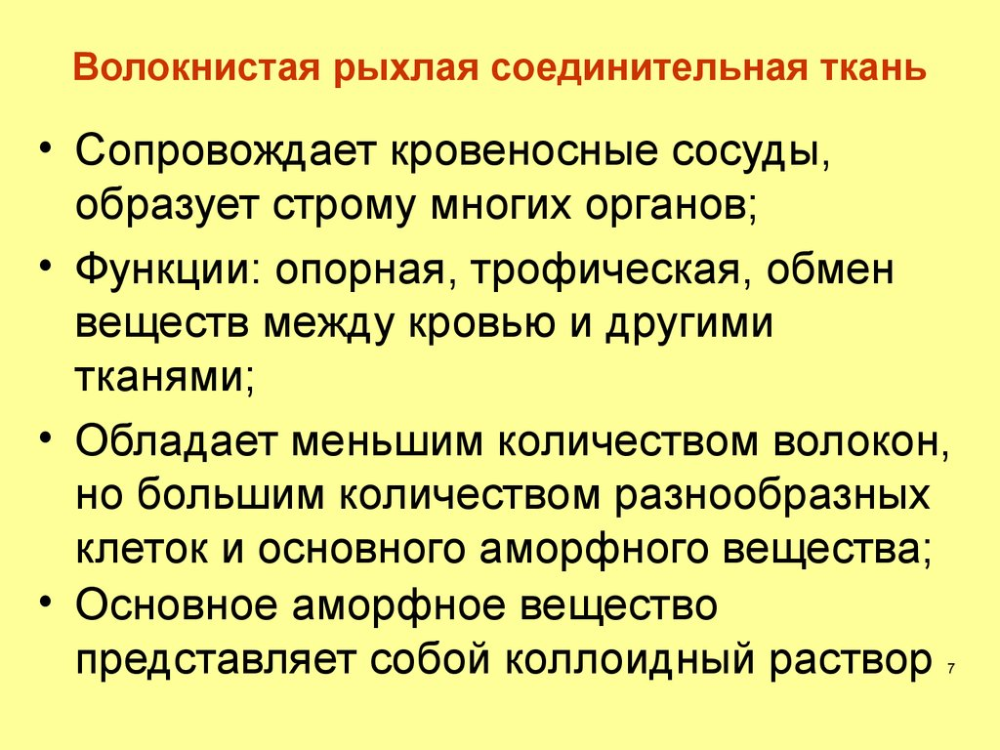 Волокнистая рыхлая соединительная ткань
• Сопровождает кровеносные сосуды,
образует строму многих органов;
• Функции: опорная, трофическая, обмен
веществ между кровью и другими
тканями;
• Обладает меньшим количеством волокон,
но большим количеством разнообразных
клеток и основного аморфного вещества;
• Основное аморфное вещество
представляет собой коллоидный раствор
7